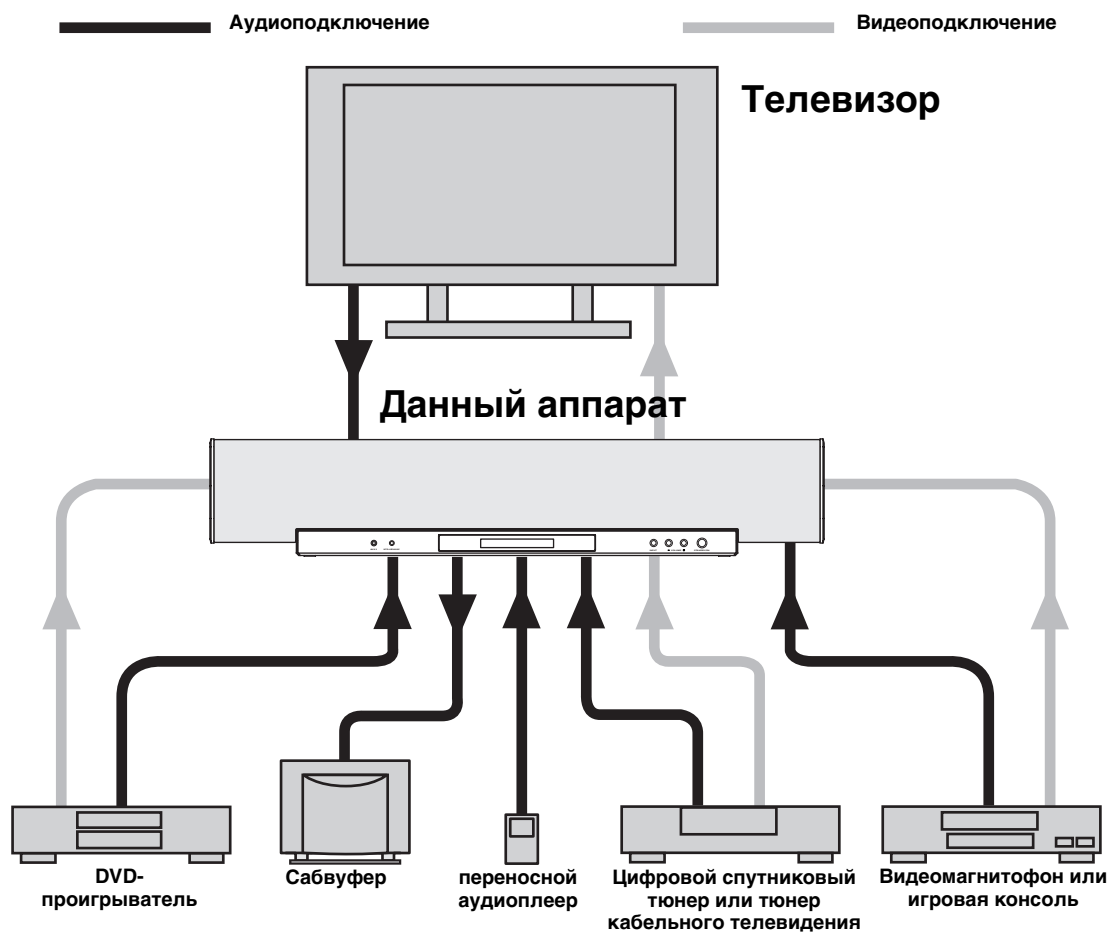 Аудиоподключение
Видеоподключение
Телевизор
Данный аппарат
DVD-
проигрыватель
Сабвуфер
переносной
аудиоплеер
Цифровой спутниковый
тюнер или тюнер
кабельного телевидения
Видеомагнитофон или
игровая консоль